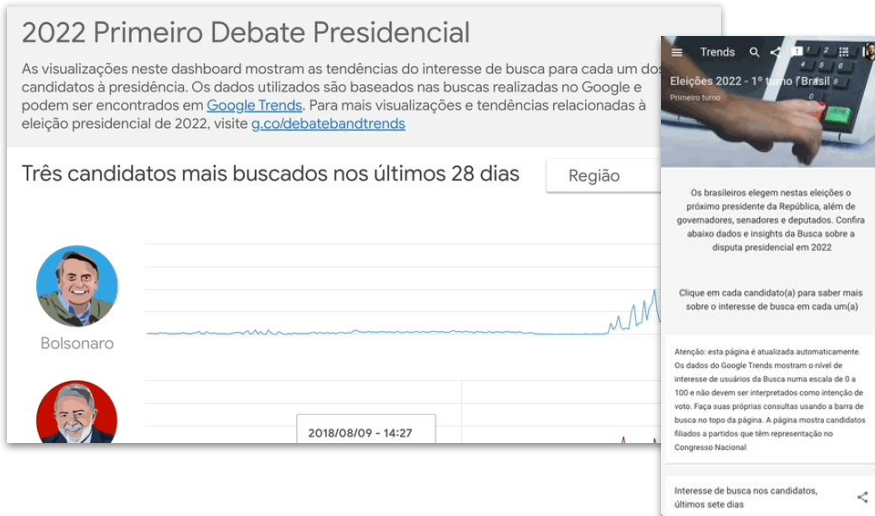 2022 Primeiro Debate Presidencial
As visualizações neste dashboard mostram as tendências do interesse de busca para cada um dos
candidatos à presidência. Os dados utilizados são baseados nas buscas realizadas no Google e
podem ser encontrados em Google Trends. Para mais visualizações e tendências relacionadas à
eleição presidencial de 2022, visite g.co/debatebandtrends
Três candidatos mais buscados nos últimos 28 dias
Região
Bolsonaro
2018/08/09 - 14:27
Trends
Eleições 2022 - 1º turno | Brasil
Primeiro turno
Os brasileiros elegem nestas eleições o
próximo presidente da República, além de
governadores, senadores e deputados. Confira
abaixo dados e insights da Busca sobre a
disputa presidencial em 2022
Clique em cada candidato(a) para saber mais
sobre o interesse de busca em cada um(a)
Atenção: esta página é atualizada automaticamente.
Os dados do Google Trends mostram o nível de
interesse de usuários da Busca numa escala de 0 a
100 e não devem ser interpretados como intenção de
voto. Faça suas próprias consultas usando a barra de
busca no topo da página. A página mostra candidatos
filiados a partidos que têm representação no
Congresso Nacional
Interesse de busca nos candidatos,
últimos sete dias